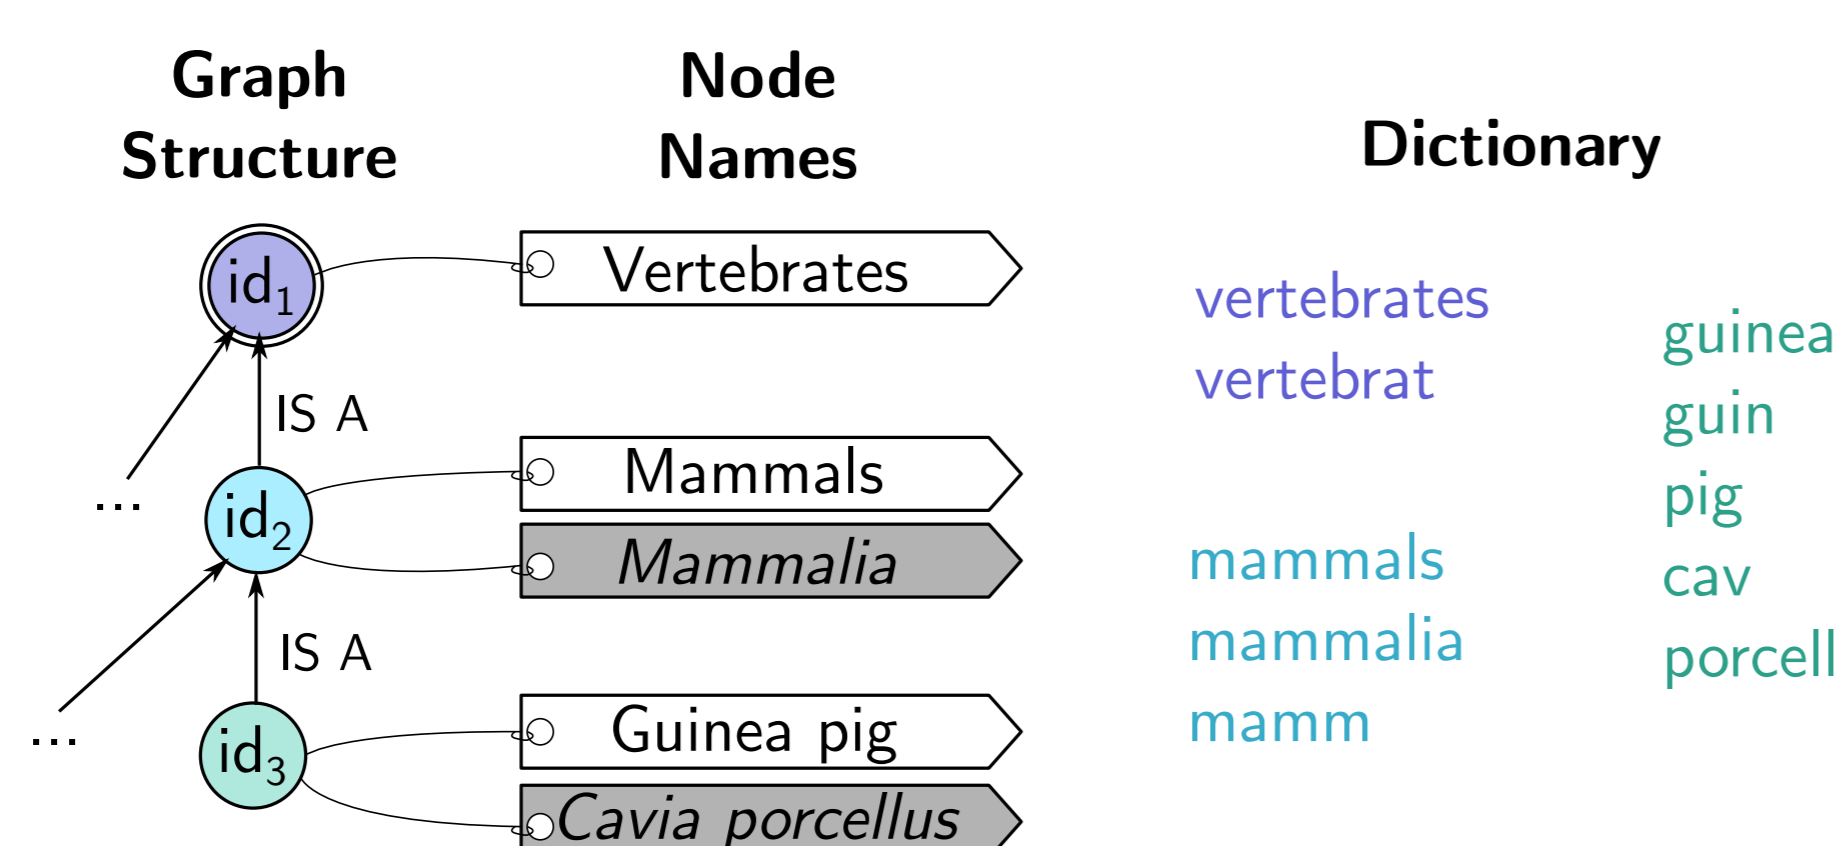 Graph
Structure
Node
Names
Dictionary
id1
Vertebrates
IS A
...
id2
Mammals
Mammalia
IS A
...
id3
Guinea pig
Cavia porcellus
vertebrates
vertebrat
mammals
mammalia
mamm
guinea
guin
pig
cav
porcell